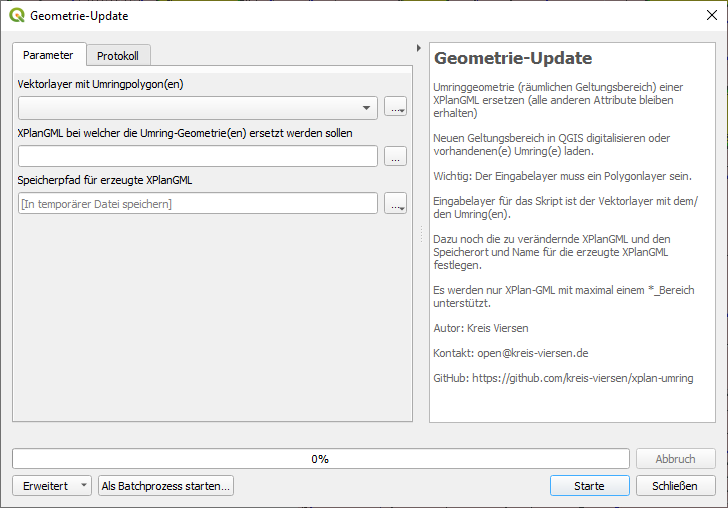 Geometrie-Update
Parameter
Protokoll
Vektorlayer mit Umringpolygon(en)
...
XPlanGML bei welcher die Umring-Geometrie(en) ersetzt werden sollen
...
Speicherpfad für erzeugte XPlanGML
[In temporärer Datei speichern]
...
Geometrie-Update
Umringgeometrie (räumlichen Geltungsbereich) einer
XPlanGML ersetzen (alle anderen Attribute bleiben
erhalten)
Neuen Geltungsbereich in QGIS digitalisieren oder
vorhandenen(e) Umring(e) laden.
Wichtig: Der Eingabelayer muss ein Polygonlayer sein.
Eingabelayer für das Skript ist der Vektorlayer mit dem/
den Umring(en).
Dazu noch die zu verändernde XPlanGML und den
Speicherort und Name für die erzeugte XPlanGML
festlegen.
Es werden nur XPlan-GML mit maximal einem *_Bereich
unterstützt.
Autor: Kreis Viersen
Kontakt: open@kreis-viersen.de
GitHub: https://github.com/kreis-viersen/xplan-umring
0%
Abbruch
Erweitert
Als Batchprozess starten...
Starte
Schließen